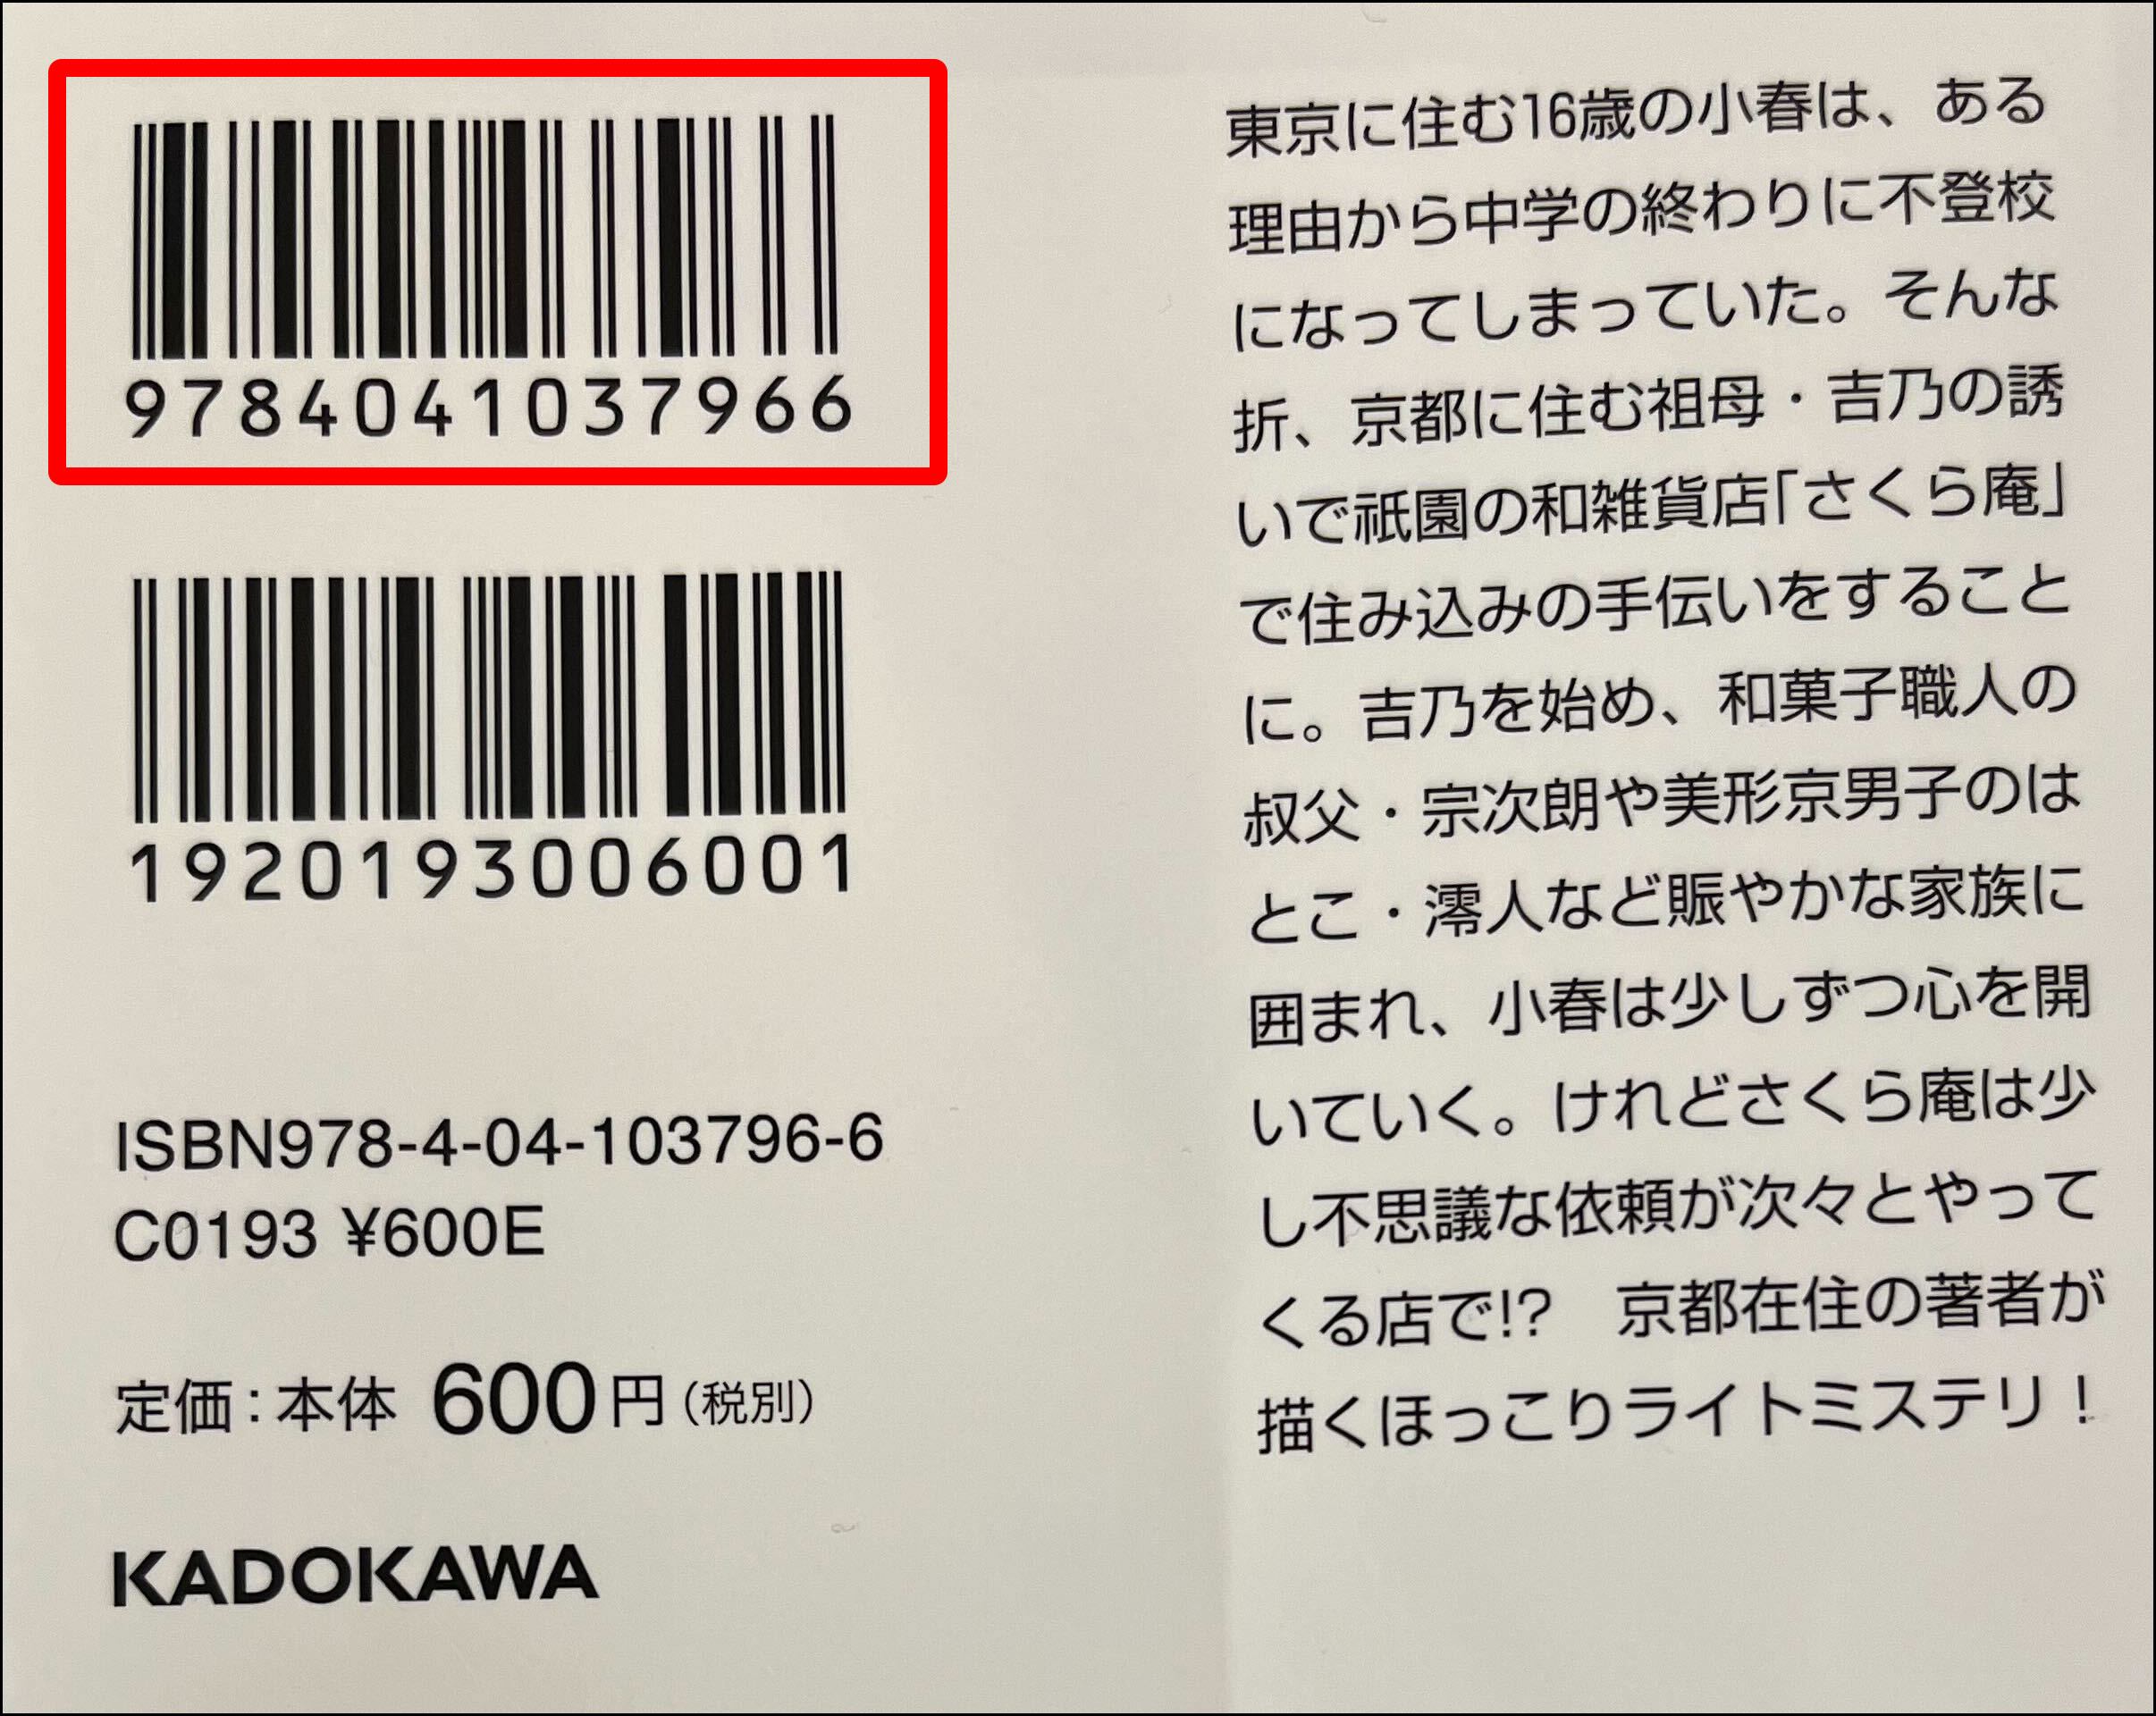 9784041037966
1920193006001
ISBN978-4-04-103796-6
C0193 ¥600E
定価:本体 600円(税別)
KADOKAWA
東京に住む16歳の小春は、ある
理由から中学の終わりに不登校
になってしまっていた。そんな
折、京都に住む祖母・吉乃の誘
いで祇園の和雑貨店「さくら庵」
で住み込みの手伝いをすること
に。吉乃を始め、和菓子職人の
叔父・宗次朗や美形京男子のは
とこ・澪人など賑やかな家族に
囲まれ、小春は少しずつ心を開
いていく。けれどさくら庵は少
し不思議な依頼が次々とやって
くる店で!?　京都在住の著者が
描くほっこりライトミステリ!